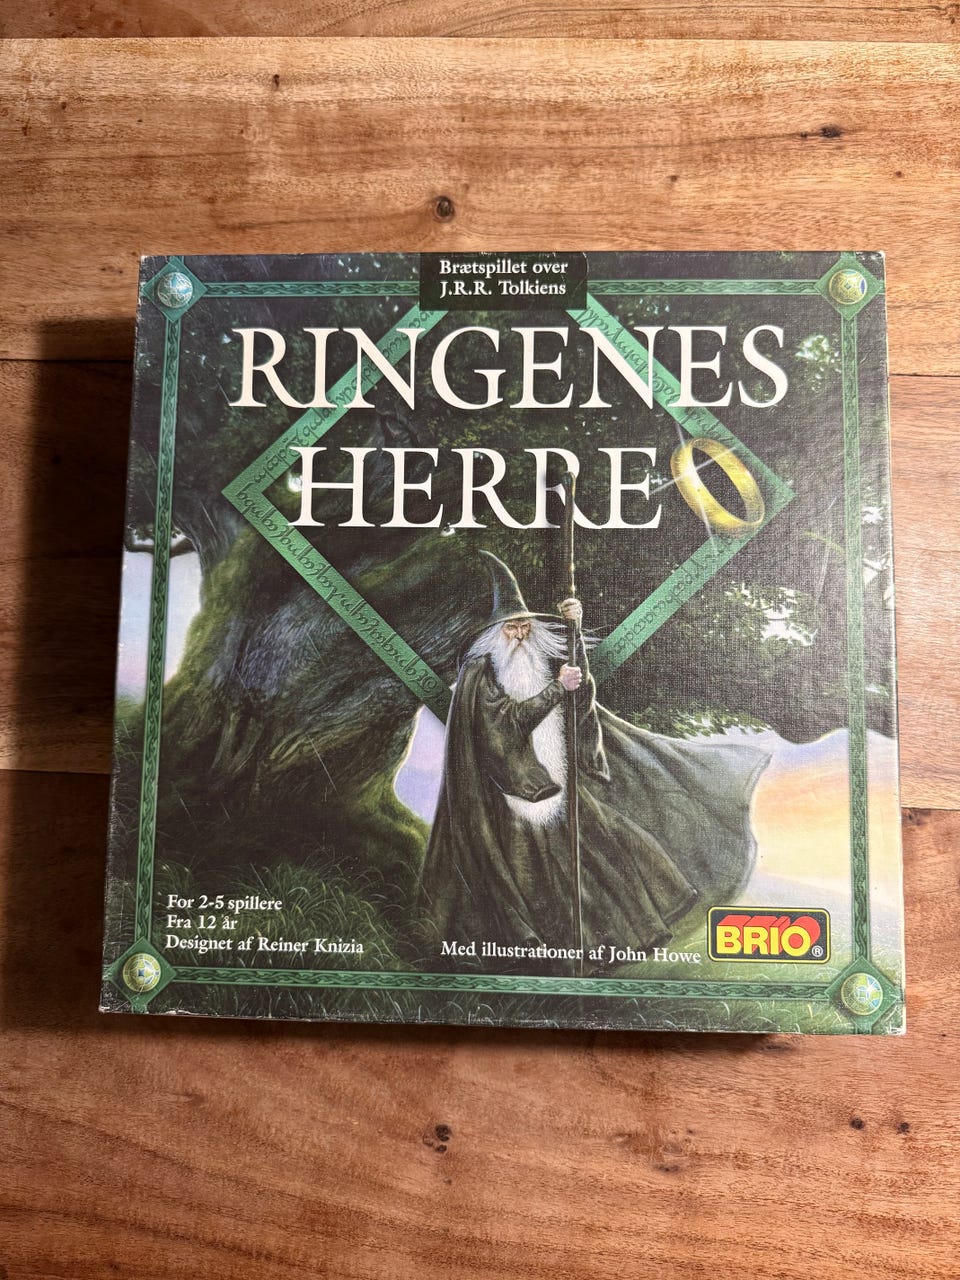 Brætspillet over
J.R.R. Tolkiens
RINGENES
HERRE
For 2-5 spillere
Fra 12 år
Designet af Reiner Knizia
Med illustrationer af John Howe
BRIO®